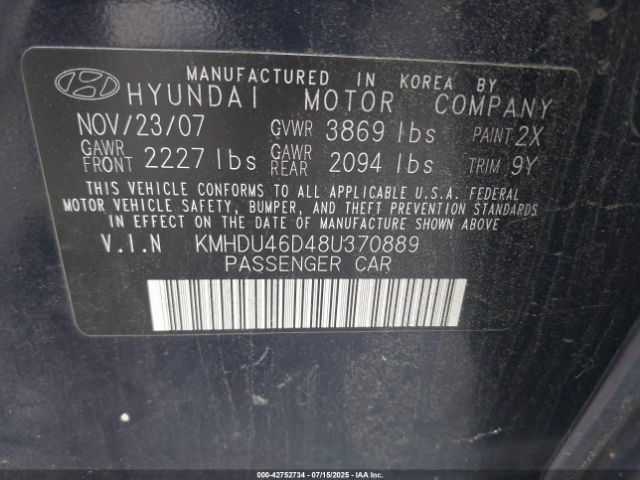 MANUFACTURED IN KOREA BY
HYUNDAI MOTOR COMPANY
NOV/23/07 GVWR 3869 lbs PAINT 2X
GAWR FRONT 2227 lbs GAWR REAR 2094 lbs TRIM 9Y
THIS VEHICLE CONFORMS TO ALL APPLICABLE U.S.A. FEDERAL
MOTOR VEHICLE SAFETY, BUMPER, AND THEFT PREVENTION STANDARDS
IN EFFECT ON THE DATE OF MANUFACTURE SHOWN ABOVE
V.I.N KMHDU46D48U370889
PASSENGER CAR
000-42752734 07/15/2025 IAAI.COM